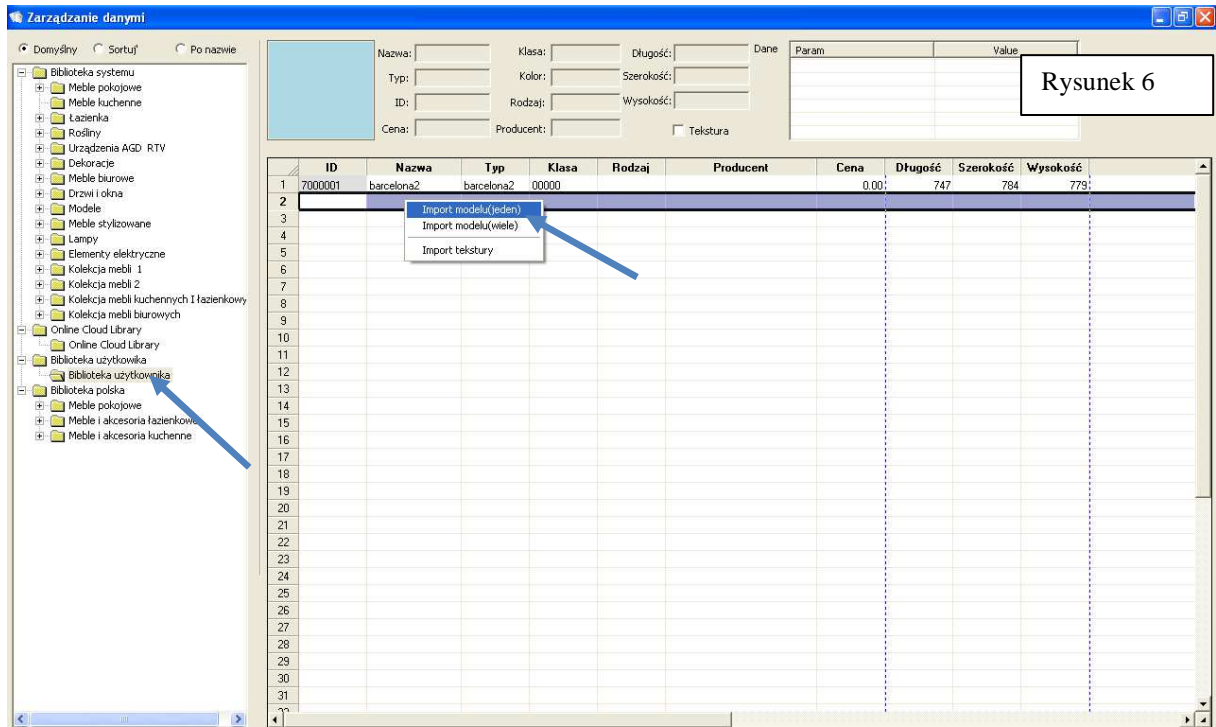 Zarządzanie danymi
Domyślny Sortuj* Po nazwie
Biblioteka systemu
Meble pokojowe
Meble kuchenne
Łazienka
Rośliny
Urządzenia AGD RTV
Dekoracje
Meble biurowe
Drzwi i okna
Modele
Meble stylizowane
Lampy
Elementy elektryczne
Kolekcja mebli 1
Kolekcja mebli 2
Kolekcja mebli kuchennych I łazienkowy
Kolekcja mebli biurowych
Online Cloud Library
Online Cloud Library
Biblioteka użytkowika
Biblioteka użytkownika
Biblioteka polska
Meble pokojowe
Meble i akcesoria łazienkowe
Meble i akcesoria kuchenne
Nazwa: Klasa: Długość: Dane Param Value
Typ: Kolor: Szerokość:
ID: Rodzaj: Wysokość:
Cena: Producent: Tekstura
Rysunek 6
ID Nazwa Typ Klasa Rodzaj Producent Cena Długość Szerokość Wysokość
1 7000001 barcelona2 barcelona2 00000 0.00 747 784 779
2
Import modelu(jeden)
Import modelu(wiele)
Import tekstury
3
4
5
6
7
8
9
10
11
12
13
14
15
16
17
18
19
20
21
22
23
24
25
26
27
28
29
30
31